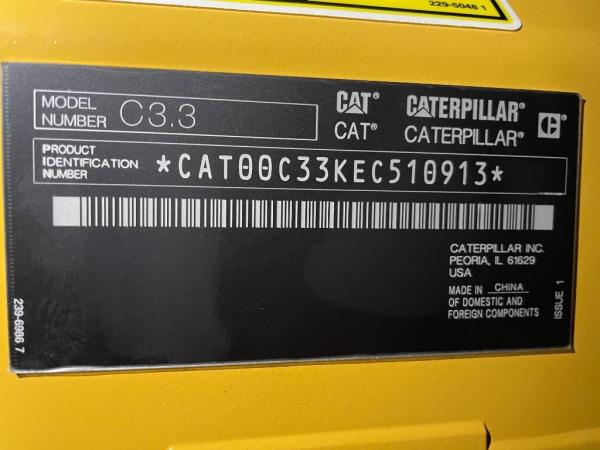 229-5048 1
MODEL NUMBER C3.3
CAT® CATERPILLAR®
CAT® CATERPILLAR®
PRODUCT IDENTIFICATION NUMBER *CAT00C33KEC510913*
CATERPILLAR INC.
PEORIA, IL 61629
USA
MADE IN CHINA
OF DOMESTIC AND
FOREIGN COMPONENTS
ISSUE 1
239-6986 7